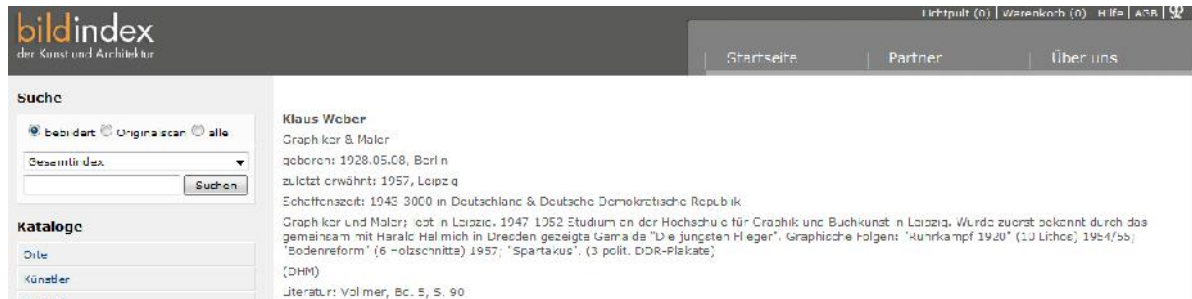 Lichtpult (0) | Warenkorb (0) Hilfe | AGB |
bildindex
der Kunst und Architektur
Startseite
Partner
Über uns
Suche
bebildert Originalscan alle
Gesamtindex
Suchen
Kataloge
Orte
Künstler
Klaus Weber
Graphiker & Maler
geboren: 1928.05.08, Berlin
zuletzt erwähnt: 1957, Leipzig
Schaffenszeit: 1943-3000 in Deutschland & Deutsche Demokratische Republik
Graphiker und Maler; lebt in Leipzig. 1947-1952 Studium an der Hochschule für Graphik und Buchkunst in Leipzig. Wurde zuerst bekannt durch das
gemeinsam mit Harald Hellmich in Dresden gezeigte Gemälde "Die jüngsten Flieger". Graphische Folgen: "Ruhrkampf 1920" (10 Lithos) 1954/55;
"Bodenreform" (6 Holzschnitte) 1957; "Spartakus". (3 polit. DDR-Plakate)
(DHM)
Literatur: Vollmer, Bd. 5, S. 90